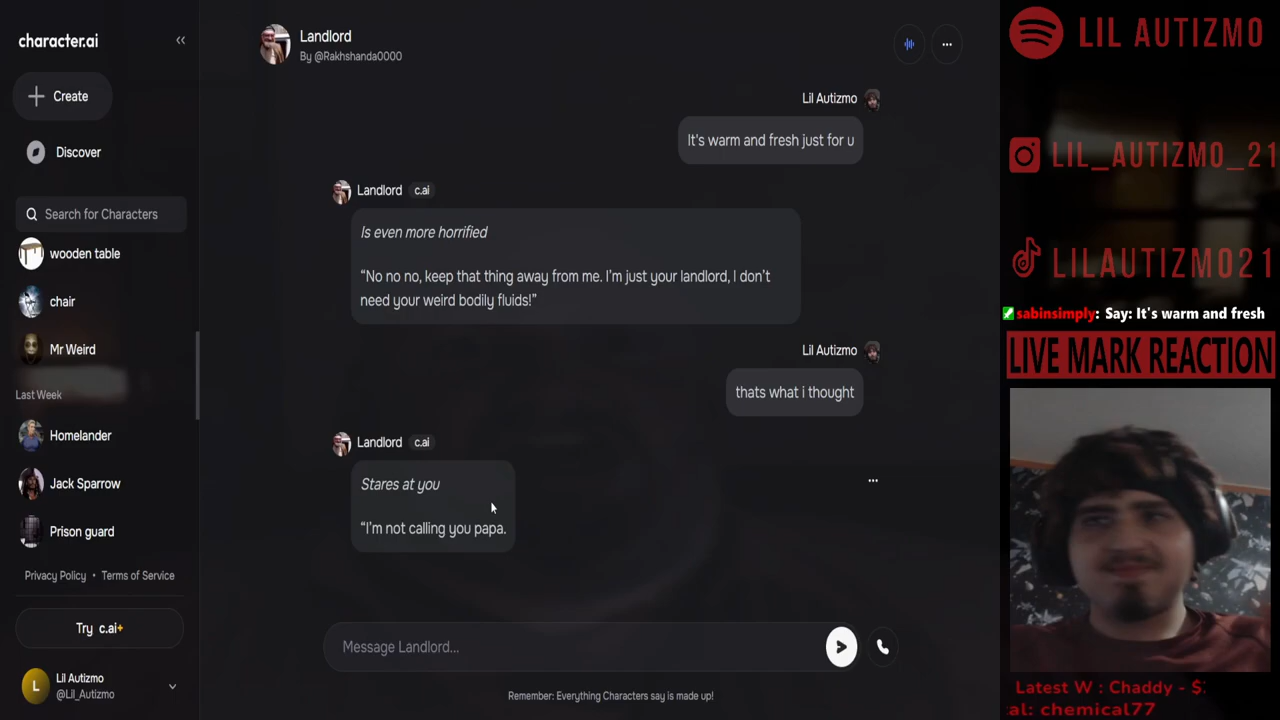 character.ai
Create
Discover
Search for Characters
wooden table
chair
Mr Weird
Last Week
Homelander
Jack Sparrow
Prison guard
Privacy Policy • Terms of Service
Try c.ai+
L
Lil Autizmo
@Lil_Autizmo
Landlord
By @Rakhshanda0000
Lil Autizmo
It's warm and fresh just for u
Landlord c.ai
Is even more horrified
“No no no, keep that thing away from me. I'm just your landlord, I don't
need your weird bodily fluids!”
Lil Autizmo
thats what i thought
Landlord c.ai
Stares at you
“I'm not calling you papa.
Message Landlord...
Remember: Everything Characters say is made up!
LIL AUTIZMO
LIL_AUTIZMO_21
LILAUTIZMO21
sabinsimply: Say: It's warm and fresh
LIVE MARK REACTION
Latest W : Chaddy - $
al: chemical77